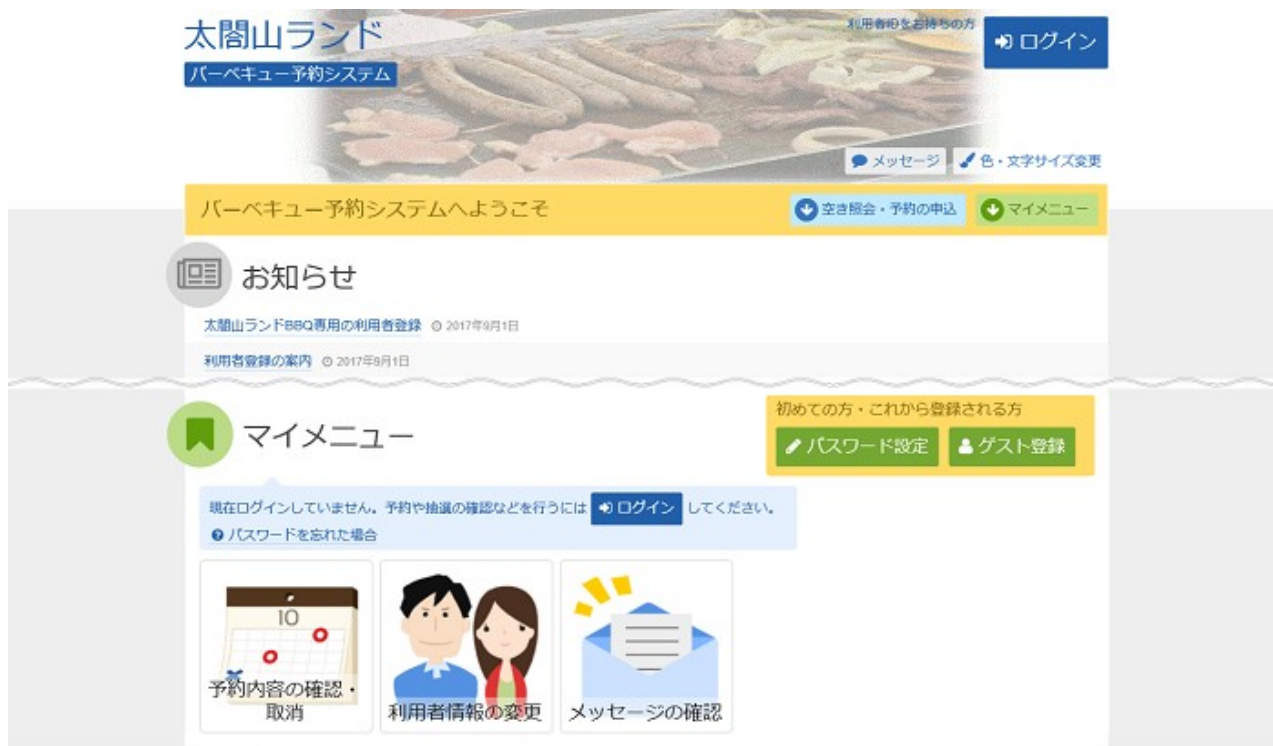 太閤山ランド
バーベキュー予約システム
利用者IDをお持ちの方
ログイン
メッセージ
色・文字サイズ変更
バーベキュー予約システムへようこそ
空き照会・予約の申込
マイメニュー
お知らせ
太閤山ランドBBQ専用の利用者登録 2017年9月1日
利用者登録の案内 2017年9月1日
マイメニュー
初めての方・これから登録される方
パスワード設定
ゲスト登録
現在ログインしていません。予約や抽選の確認などを行うには ログイン してください。
パスワードを忘れた場合
10
予約内容の確認・
取消
利用者情報の変更
メッセージの確認